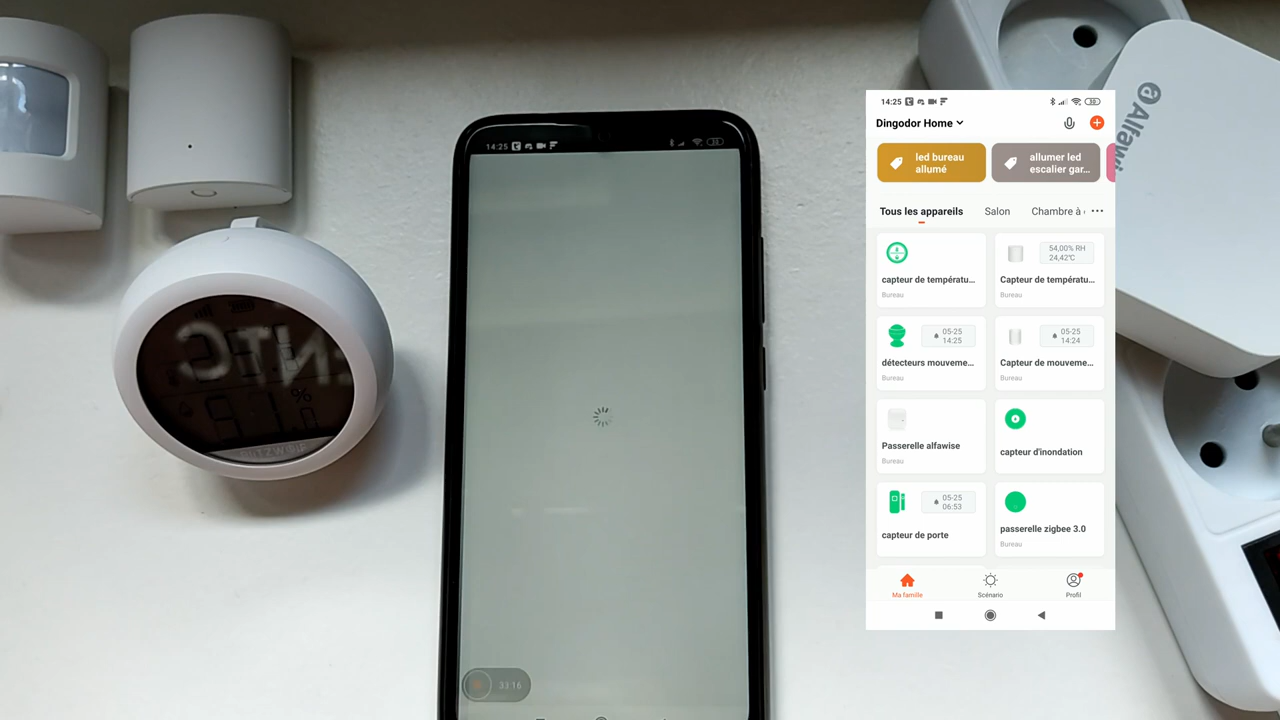 14:25
33:16
14:25
Dingodor Home
led bureau
allumé
allumer led
escalier gar...
Tous les appareils
Salon
Chambre à
capteur de températu...
Bureau
54,00% RH
24,42℃
Capteur de températu...
Bureau
05-25
14:25
détecteurs mouveme...
Bureau
05-25
14:24
Capteur de mouveme...
Bureau
Passerelle alfawise
Bureau
capteur d'inondation
05-25
06:53
capteur de porte
passerelle zigbee 3.0
Bureau
Ma famille
Scénario
Profil